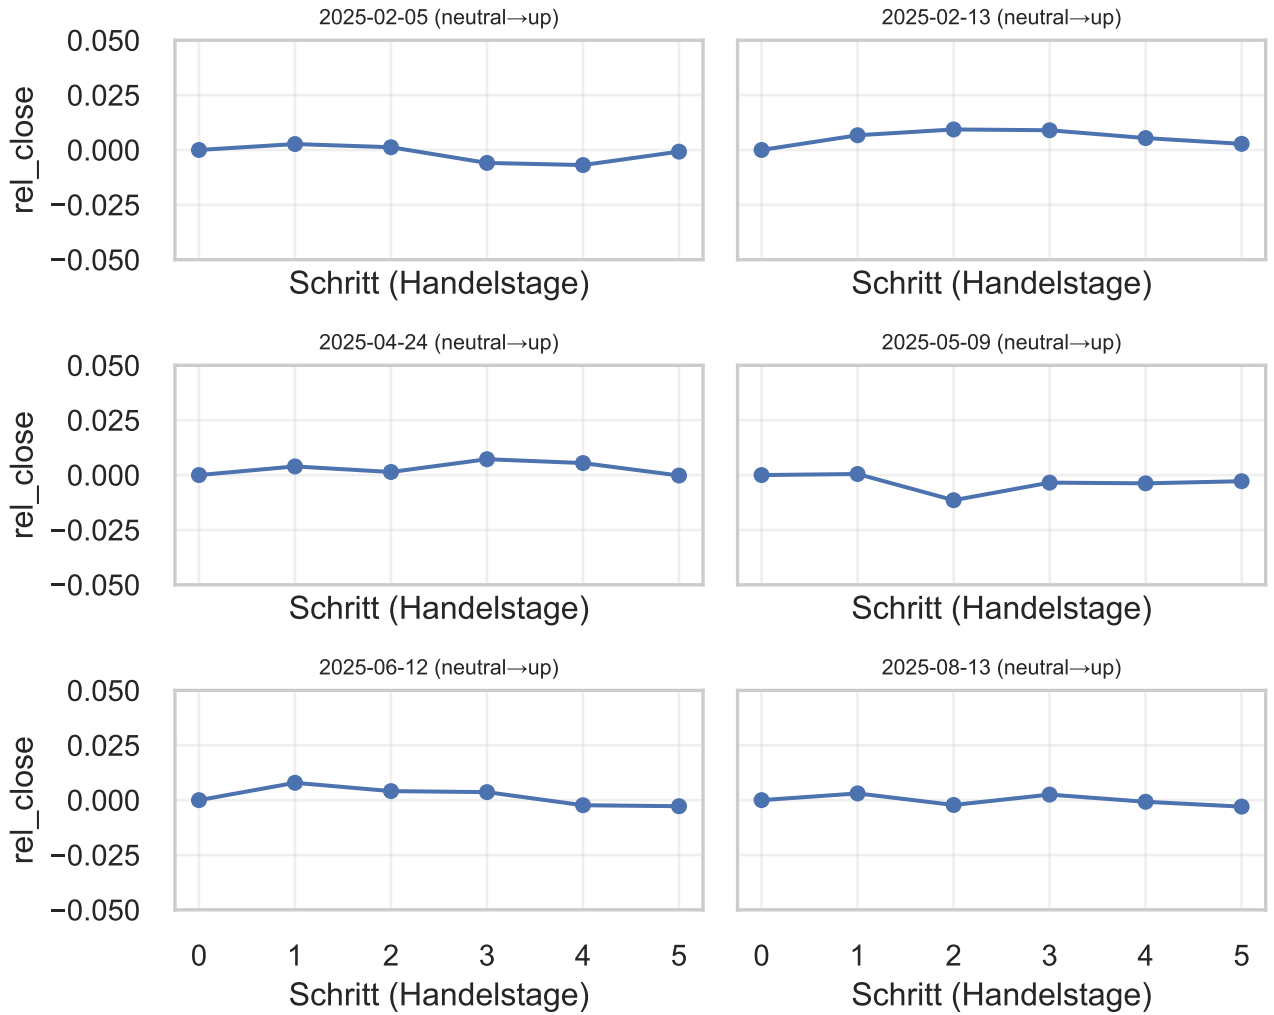 2025-02-05 (neutral→up)
0.050
0.025
0.000
−0.025
−0.050
rel_close
Schritt (Handelstage)
2025-02-13 (neutral→up)
Schritt (Handelstage)
2025-04-24 (neutral→up)
0.050
0.025
0.000
−0.025
−0.050
rel_close
Schritt (Handelstage)
2025-05-09 (neutral→up)
Schritt (Handelstage)
2025-06-12 (neutral→up)
0.050
0.025
0.000
−0.025
−0.050
rel_close
0 1 2 3 4 5
Schritt (Handelstage)
2025-08-13 (neutral→up)
0 1 2 3 4 5
Schritt (Handelstage)